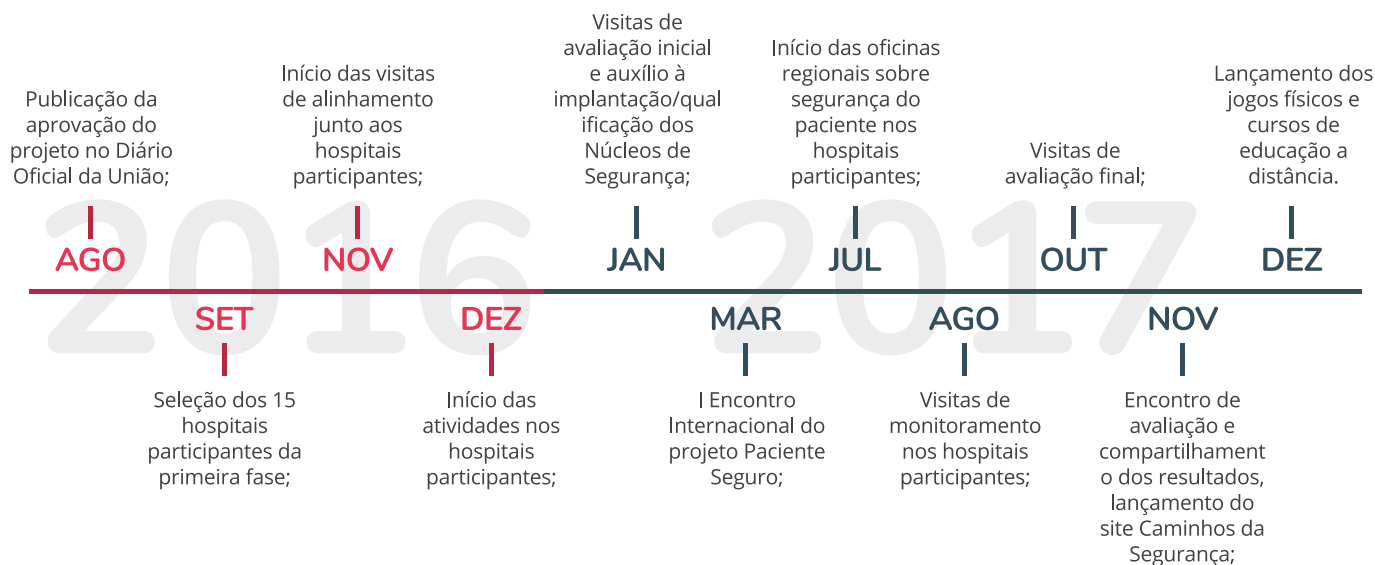 Publicação da
aprovação do
projeto no Diário
Oficial da União;
AGO
SET
Seleção dos 15
hospitais
participantes da
primeira fase;
Início das visitas
de alinhamento
junto aos
hospitais
participantes;
NOV
DEZ
Início das
atividades nos
hospitais
participantes;
2016
Visitas de
avaliação inicial
e auxílio à
implantação/qual
ificação dos
Núcleos de
Segurança;
JAN
MAR
I Encontro
Internacional do
projeto Paciente
Seguro;
Início das oficinas
regionais sobre
segurança do
paciente nos
hospitais
participantes;
JUL
AGO
Visitas de
monitoramento
nos hospitais
participantes;
Visitas de
avaliação final;
OUT
NOV
Encontro de
avaliação e
compartilhament
o dos resultados,
lançamento do
site Caminhos da
Segurança;
Lançamento dos
jogos físicos e
cursos de
educação a
distância.
DEZ
2017